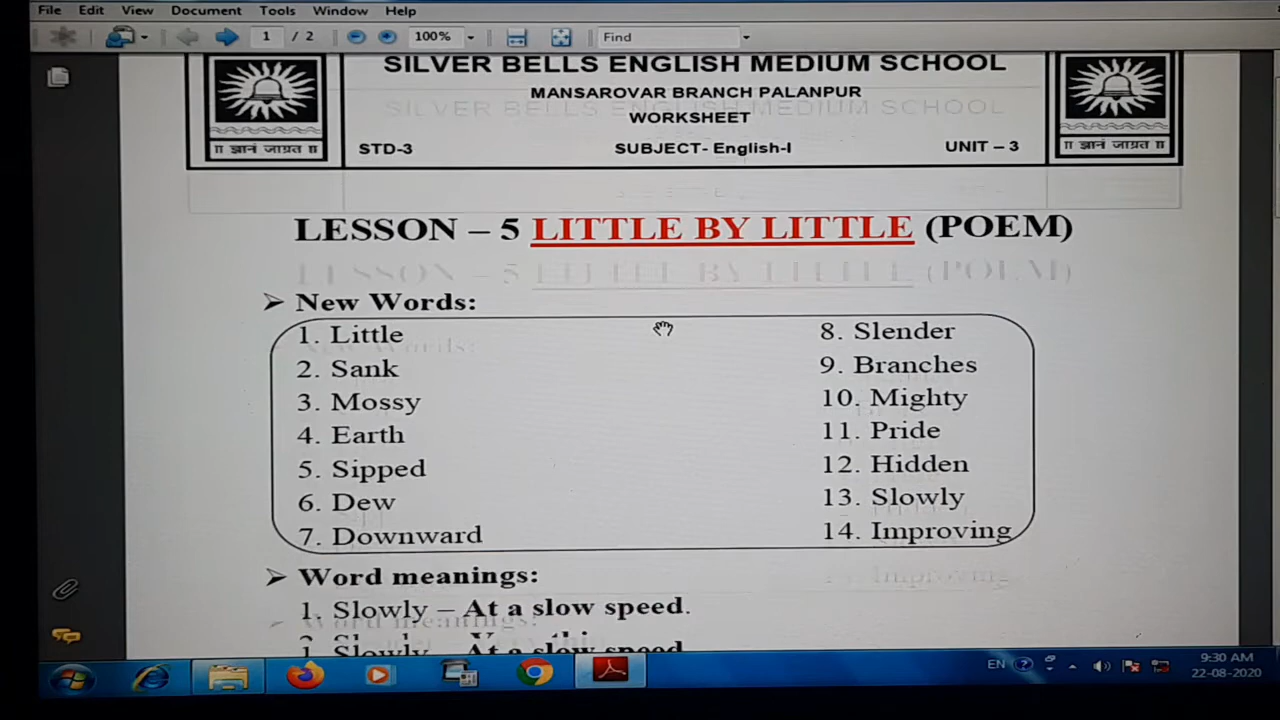 File Edit View Document Tools Window Help
1 / 2 100% Find
SILVER BELLS ENGLISH MEDIUM SCHOOL
MANSAROVAR BRANCH PALANPUR
WORKSHEET
STD-3 SUBJECT- English-I UNIT – 3
॥ ज्ञानं जाग्रत ॥ ॥ ज्ञानं जाग्रत ॥
LESSON – 5 LITTLE BY LITTLE (POEM)
➢ New Words:
1. Little 8. Slender
2. Sank 9. Branches
3. Mossy 10. Mighty
4. Earth 11. Pride
5. Sipped 12. Hidden
6. Dew 13. Slowly
7. Downward 14. Improving
➢ Word meanings:
1. Slowly – At a slow speed.
EN 9:30 AM
22-08-2020